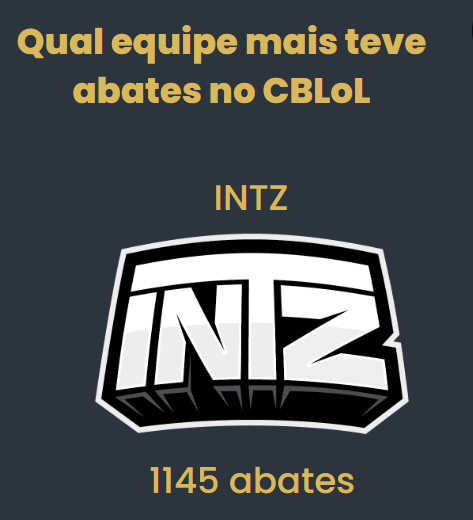 Qual equipe mais teve
abates no CBLoL
INTZ
INTZ
1145 abates